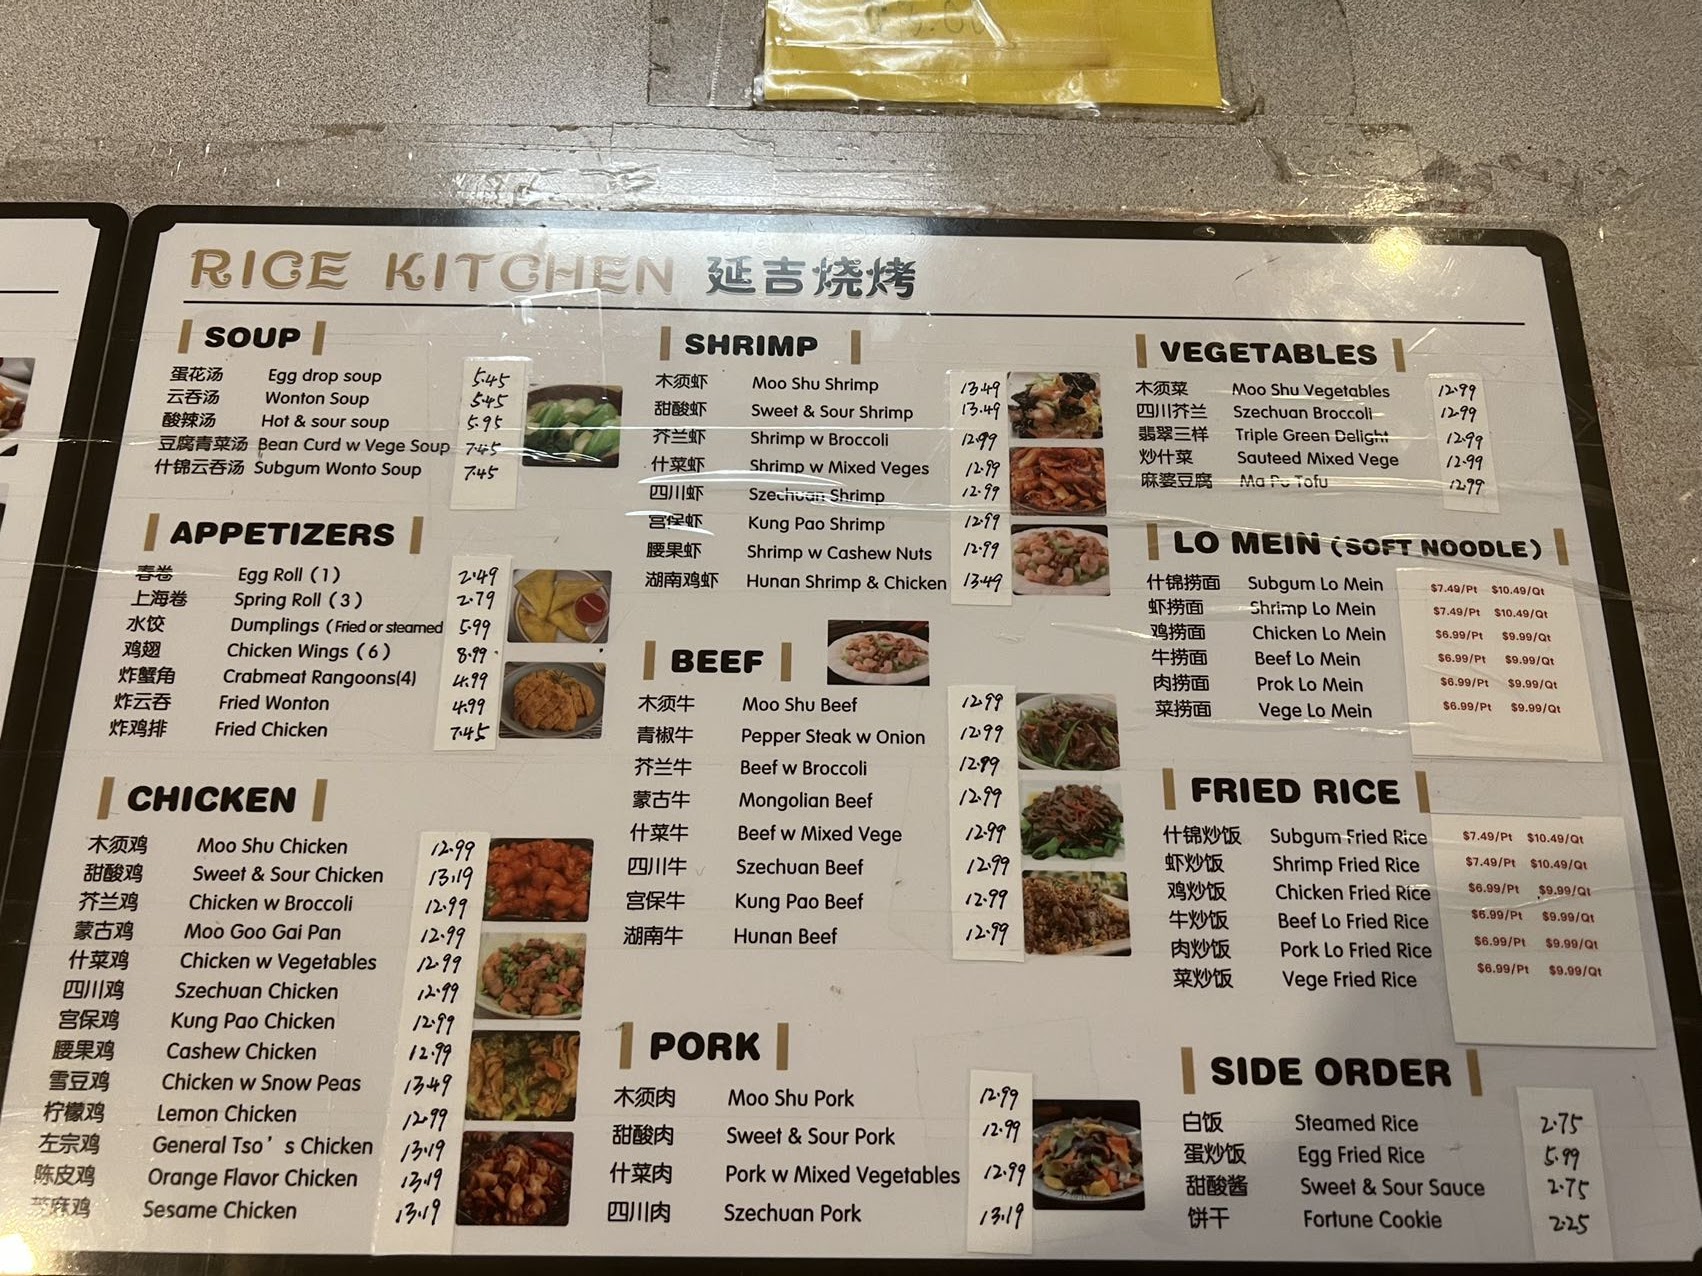 RICE KITCHEN 延吉烧烤
SOUP
蛋花汤 Egg drop soup 5.45
云吞汤 Wonton Soup 5.45
酸辣汤 Hot & sour soup 5.95
豆腐青菜汤 Bean Curd w Vege Soup 7.45
什锦云吞汤 Subgum Wonto Soup 7.45
APPETIZERS
春卷 Egg Roll (1) 2.49
上海卷 Spring Roll (3) 2.79
水饺 Dumplings (Fried or steamed 5.99
鸡翅 Chicken Wings (6) 8.99
炸蟹角 Crabmeat Rangoons(4) 4.99
炸云吞 Fried Wonton 4.99
炸鸡排 Fried Chicken 7.45
CHICKEN
木须鸡 Moo Shu Chicken 12.99
甜酸鸡 Sweet & Sour Chicken 13.19
芥兰鸡 Chicken w Broccoli 12.99
蒙古鸡 Moo Goo Gai Pan 12.99
什菜鸡 Chicken w Vegetables 12.99
四川鸡 Szechuan Chicken 12.99
宫保鸡 Kung Pao Chicken 12.99
腰果鸡 Cashew Chicken 12.99
雪豆鸡 Chicken w Snow Peas 13.49
柠檬鸡 Lemon Chicken 12.99
左宗鸡 General Tso's Chicken 13.19
陈皮鸡 Orange Flavor Chicken 13.19
芝麻鸡 Sesame Chicken 13.19
SHRIMP
木须虾 Moo Shu Shrimp 13.49
甜酸虾 Sweet & Sour Shrimp 13.49
芥兰虾 Shrimp w Broccoli 12.99
什菜虾 Shrimp w Mixed Veges 12.99
四川虾 Szechuan Shrimp 12.99
宫保虾 Kung Pao Shrimp 12.99
腰果虾 Shrimp w Cashew Nuts 12.99
湖南鸡虾 Hunan Shrimp & Chicken 13.49
BEEF
木须牛 Moo Shu Beef 12.99
青椒牛 Pepper Steak w Onion 12.99
芥兰牛 Beef w Broccoli 12.99
蒙古牛 Mongolian Beef 12.99
什菜牛 Beef w Mixed Vege 12.99
四川牛 Szechuan Beef 12.99
宫保牛 Kung Pao Beef 12.99
湖南牛 Hunan Beef 12.99
PORK
木须肉 Moo Shu Pork 12.99
甜酸肉 Sweet & Sour Pork 12.99
什菜肉 Pork w Mixed Vegetables 12.99
四川肉 Szechuan Pork 13.19
VEGETABLES
木须菜 Moo Shu Vegetables 12.99
四川芥兰 Szechuan Broccoli 12.99
翡翠三样 Triple Green Delight 12.99
炒什菜 Sauteed Mixed Vege 12.99
麻婆豆腐 Ma Po Tofu 12.99
LO MEIN (SOFT NOODLE)
什锦捞面 Subgum Lo Mein $7.49/Pt $10.49/Qt
虾捞面 Shrimp Lo Mein $7.49/Pt $10.49/Qt
鸡捞面 Chicken Lo Mein $6.99/Pt $9.99/Qt
牛捞面 Beef Lo Mein $6.99/Pt $9.99/Qt
肉捞面 Prok Lo Mein $6.99/Pt $9.99/Qt
菜捞面 Vege Lo Mein $6.99/Pt $9.99/Qt
FRIED RICE
什锦炒饭 Subgum Fried Rice $7.49/Pt $10.49/Qt
虾炒饭 Shrimp Fried Rice $7.49/Pt $10.49/Qt
鸡炒饭 Chicken Fried Rice $6.99/Pt $9.99/Qt
牛炒饭 Beef Lo Fried Rice $6.99/Pt $9.99/Qt
肉炒饭 Pork Lo Fried Rice $6.99/Pt $9.99/Qt
菜炒饭 Vege Fried Rice $6.99/Pt $9.99/Qt
SIDE ORDER
白饭 Steamed Rice 2.75
蛋炒饭 Egg Fried Rice 5.99
甜酸酱 Sweet & Sour Sauce 2.75
饼干 Fortune Cookie 2.25